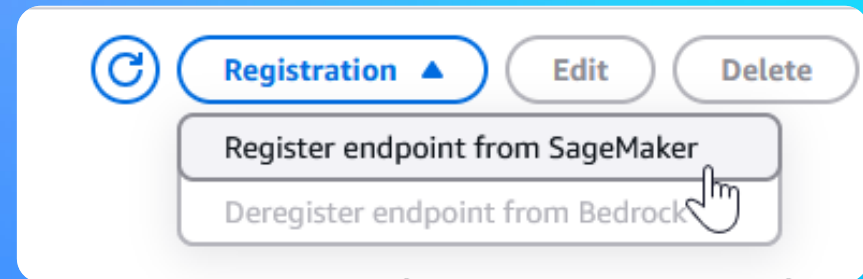 Registration Edit Delete
Register endpoint from SageMaker
Deregister endpoint from Bedrock